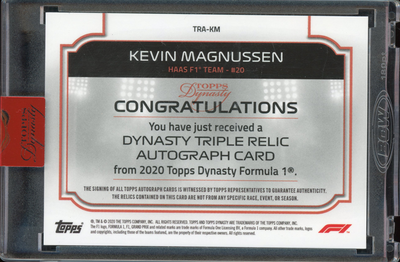 TRA-KM
KEVIN MAGNUSSEN
HAAS F1® TEAM - #20
TOPPS
Dynasty
CONGRATULATIONS
You have just received a
DYNASTY TRIPLE RELIC
AUTOGRAPH CARD
from 2020 Topps Dynasty Formula 1®.
THE SIGNING OF ALL TOPPS AUTOGRAPH CARDS IS WITNESSED BY TOPPS REPRESENTATIVES TO GUARANTEE AUTHENTICITY.
THE RELICS CONTAINED ON THIS CARD ARE NOT FROM ANY SPECIFIC RACE, EVENT, OR SEASON.
Topps
F1
TOPPS
Dynasty